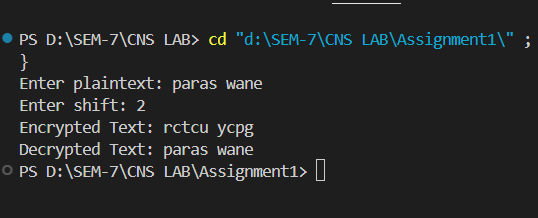 PS D:\SEM-7\CNS LAB> cd "d:\SEM-7\CNS LAB\Assignment1\" ;
}
Enter plaintext: paras wane
Enter shift: 2
Encrypted Text: rctcu ycpg
Decrypted Text: paras wane
PS D:\SEM-7\CNS LAB\Assignment1>